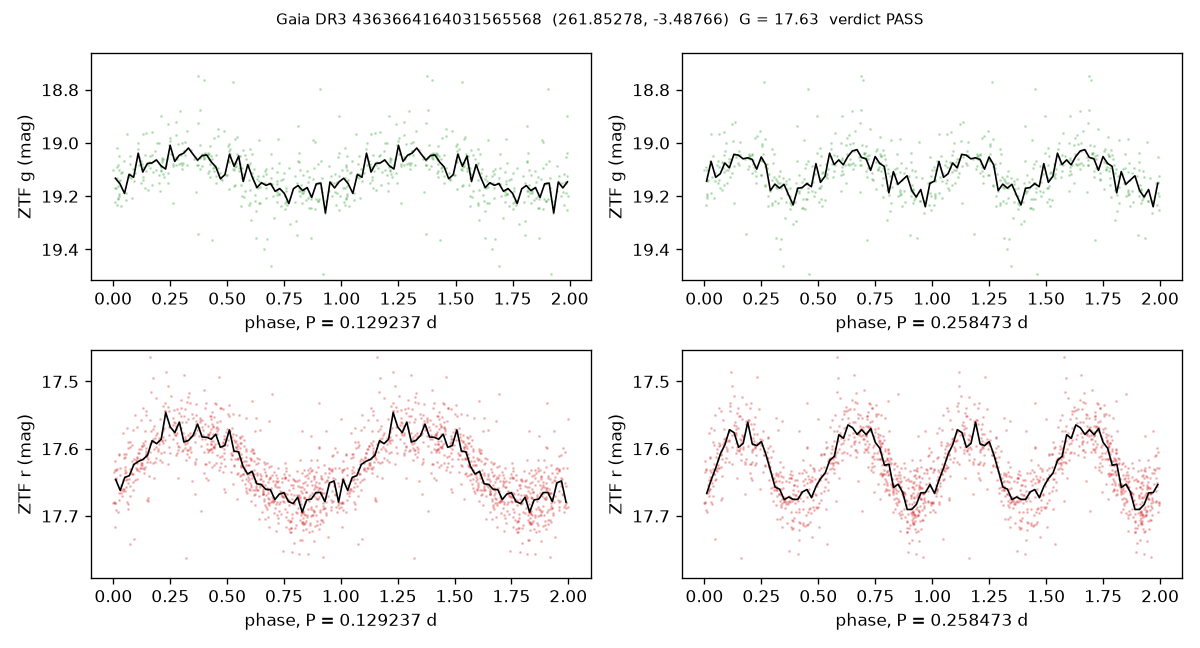 Gaia DR3 4363664164031565568  (261.85278, -3.48766)  G = 17.63  verdict PASS
ZTF g (mag)
18.8
19.0
19.2
19.4
0.00 0.25 0.50 0.75 1.00 1.25 1.50 1.75 2.00
phase, P = 0.129237 d
ZTF g (mag)
18.8
19.0
19.2
19.4
0.00 0.25 0.50 0.75 1.00 1.25 1.50 1.75 2.00
phase, P = 0.258473 d
ZTF r (mag)
17.5
17.6
17.7
0.00 0.25 0.50 0.75 1.00 1.25 1.50 1.75 2.00
phase, P = 0.129237 d
ZTF r (mag)
17.5
17.6
17.7
0.00 0.25 0.50 0.75 1.00 1.25 1.50 1.75 2.00
phase, P = 0.258473 d